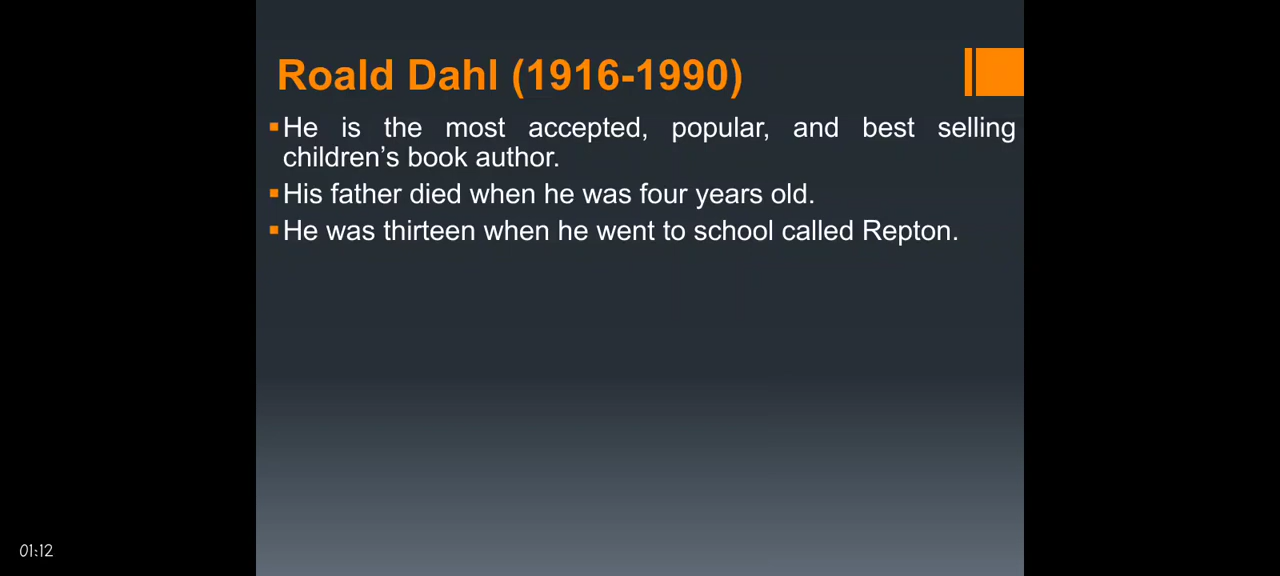 Roald Dahl (1916-1990)
▪He is the most accepted, popular, and best selling
children’s book author.
▪His father died when he was four years old.
▪He was thirteen when he went to school called Repton.
01:12